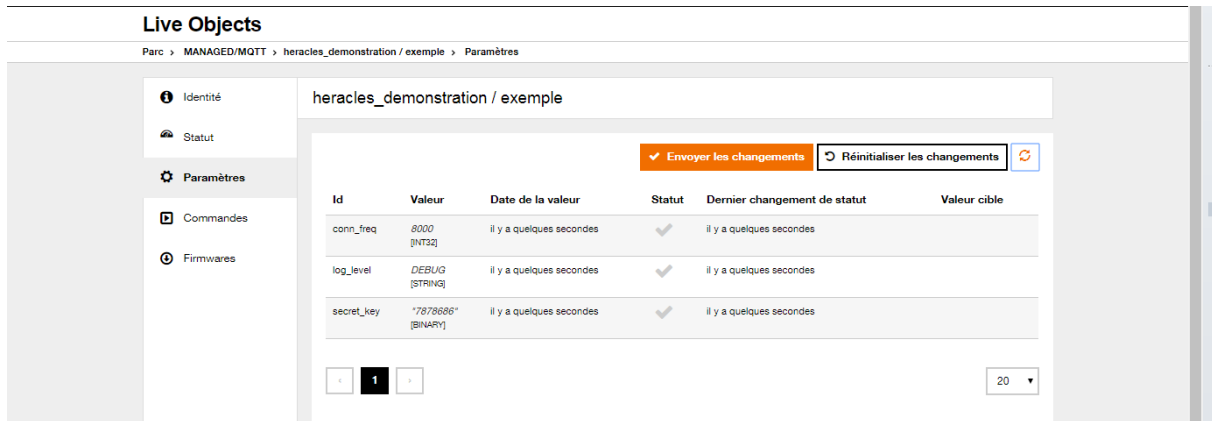 Live Objects
Parc › MANAGED/MQTT › heracles_demonstration / exemple › Paramètres
Identité
Statut
Paramètres
Commandes
Firmwares
heracles_demonstration / exemple
Envoyer les changements Réinitialiser les changements
Id Valeur Date de la valeur Statut Dernier changement de statut Valeur cible
conn_freq 8000 il y a quelques secondes il y a quelques secondes
[INT32]
log_level DEBUG il y a quelques secondes il y a quelques secondes
[STRING]
secret_key "7878686" il y a quelques secondes il y a quelques secondes
[BINARY]
‹ 1 › 20